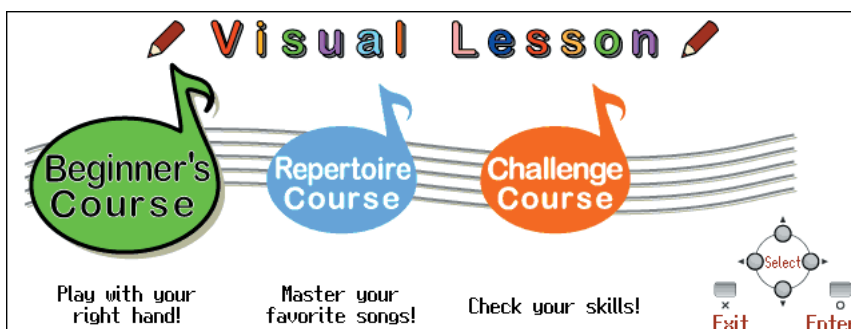 Visual Lesson
Beginner's
Course
Repertoire
Course
Challenge
Course
Play with your
right hand!
Master your
favorite songs!
Check your skills!
Select
×
Exit
○
Enter